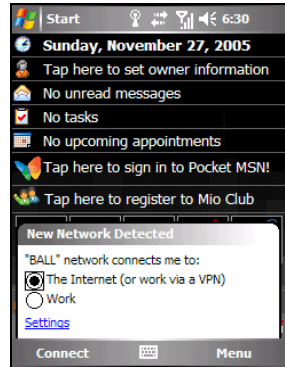 Start 6:30
Sunday, November 27, 2005
Tap here to set owner information
No unread messages
No tasks
No upcoming appointments
Tap here to sign in to Pocket MSN!
Tap here to register to Mio Club
New Network Detected
"BALL" network connects me to:
The Internet (or work via a VPN)
Work
Settings
Connect Menu